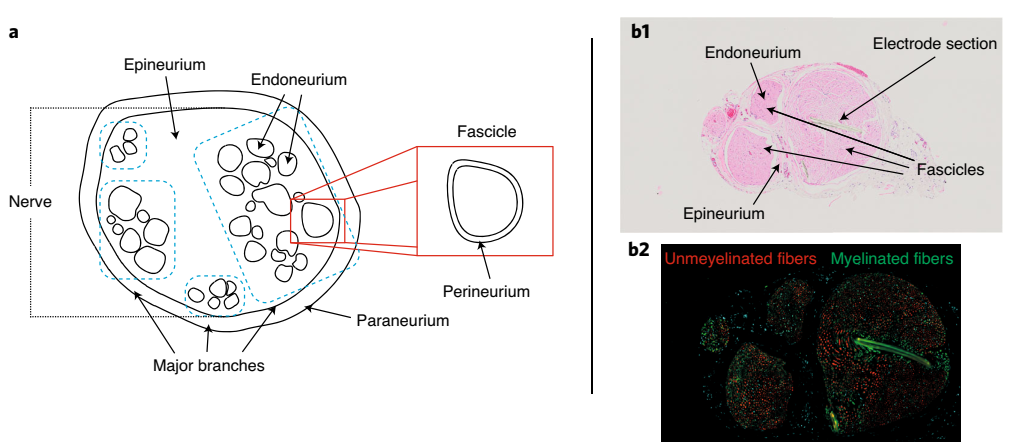 a
Epineurium
Endoneurium
Fascicle
Nerve
Perineurium
Paraneurium
Major branches
b1
Endoneurium
Electrode section
Fascicles
Epineurium
b2
Unmeyelinated fibers Myelinated fibers